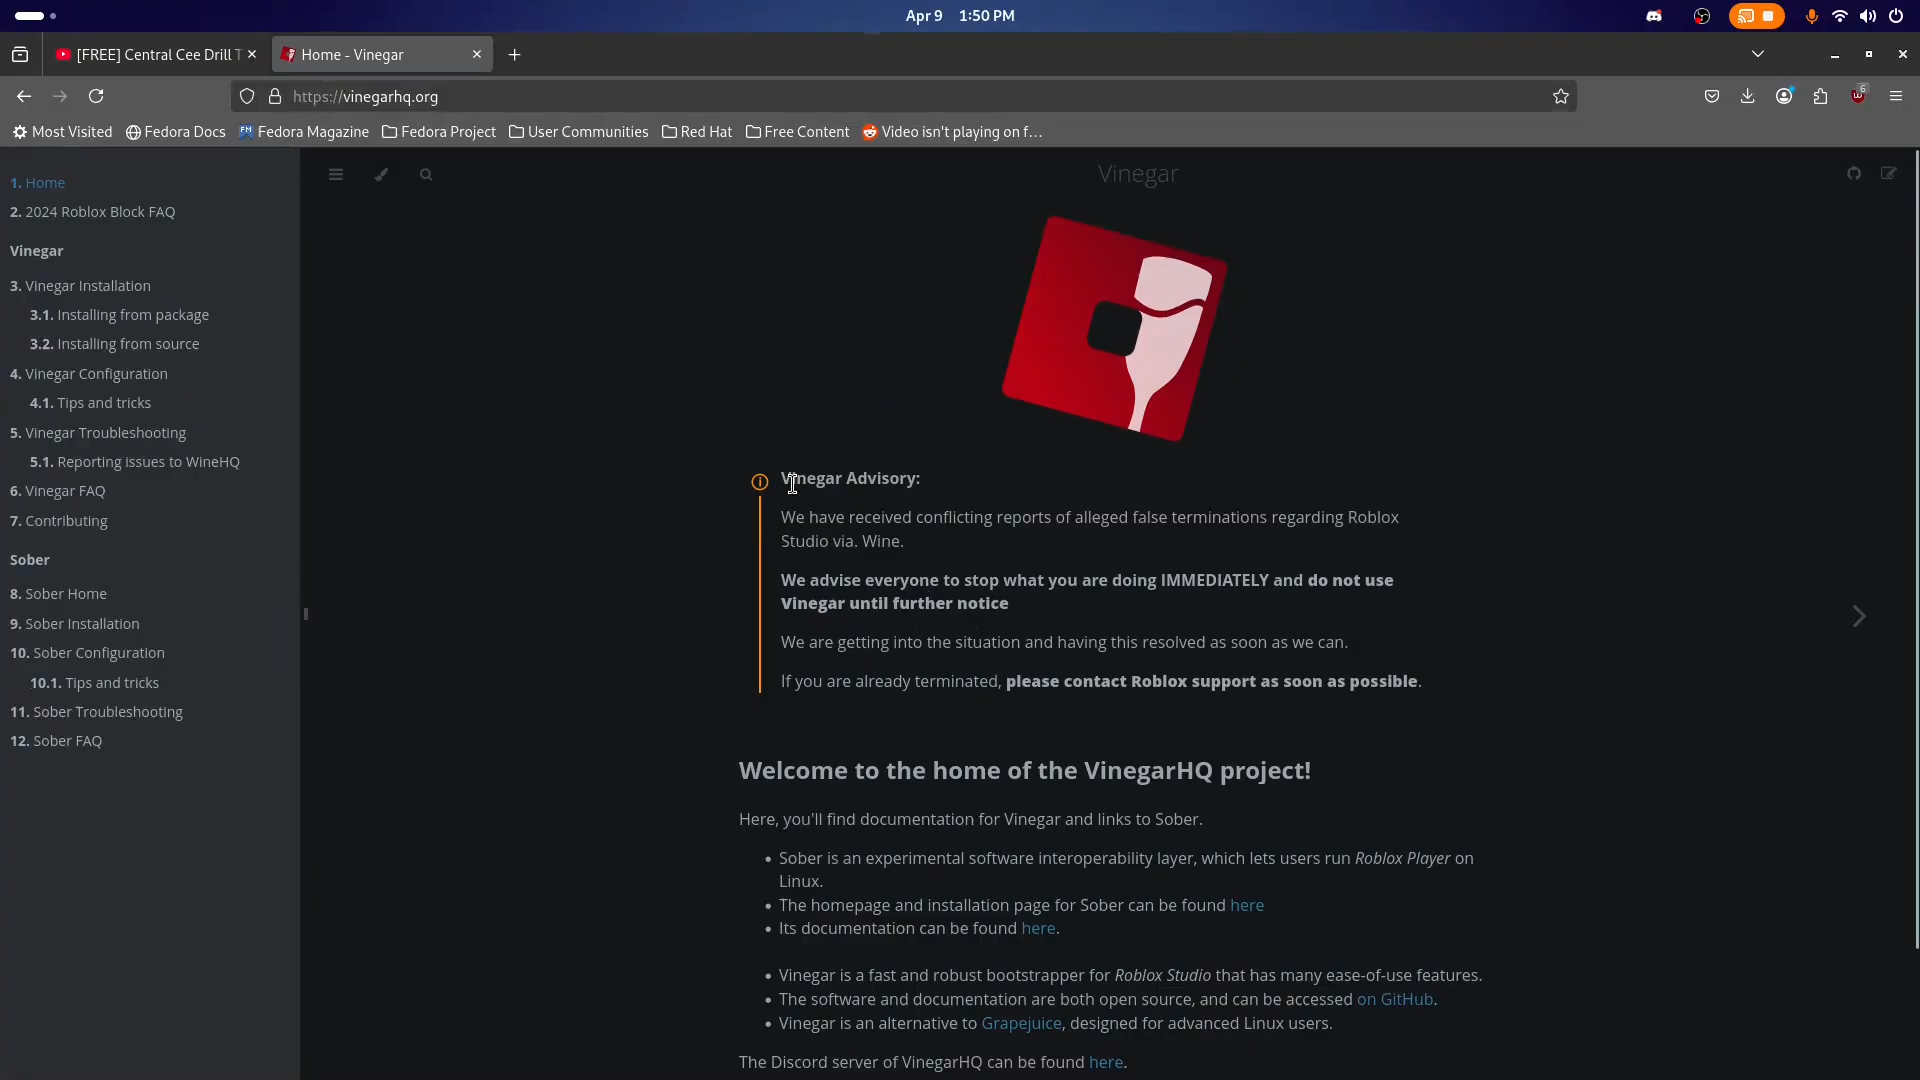 Apr 9 1:50 PM
[FREE] Central Cee Drill T
Home - Vinegar
https://vinegarhq.org
6
Most Visited
Fedora Docs
Fedora Magazine
Fedora Project
User Communities
Red Hat
Free Content
Video isn't playing on f…
1. Home
2. 2024 Roblox Block FAQ
Vinegar
3. Vinegar Installation
3.1. Installing from package
3.2. Installing from source
4. Vinegar Configuration
4.1. Tips and tricks
5. Vinegar Troubleshooting
5.1. Reporting issues to WineHQ
6. Vinegar FAQ
7. Contributing
Sober
8. Sober Home
9. Sober Installation
10. Sober Configuration
10.1. Tips and tricks
11. Sober Troubleshooting
12. Sober FAQ
Vinegar
Vinegar Advisory:
We have received conflicting reports of alleged false terminations regarding Roblox
Studio via. Wine.
We advise everyone to stop what you are doing IMMEDIATELY and do not use
Vinegar until further notice
We are getting into the situation and having this resolved as soon as we can.
If you are already terminated, please contact Roblox support as soon as possible.
Welcome to the home of the VinegarHQ project!
Here, you'll find documentation for Vinegar and links to Sober.
• Sober is an experimental software interoperability layer, which lets users run Roblox Player on
Linux.
• The homepage and installation page for Sober can be found here
• Its documentation can be found here.
• Vinegar is a fast and robust bootstrapper for Roblox Studio that has many ease-of-use features.
• The software and documentation are both open source, and can be accessed on GitHub.
• Vinegar is an alternative to Grapejuice, designed for advanced Linux users.
The Discord server of VinegarHQ can be found here.